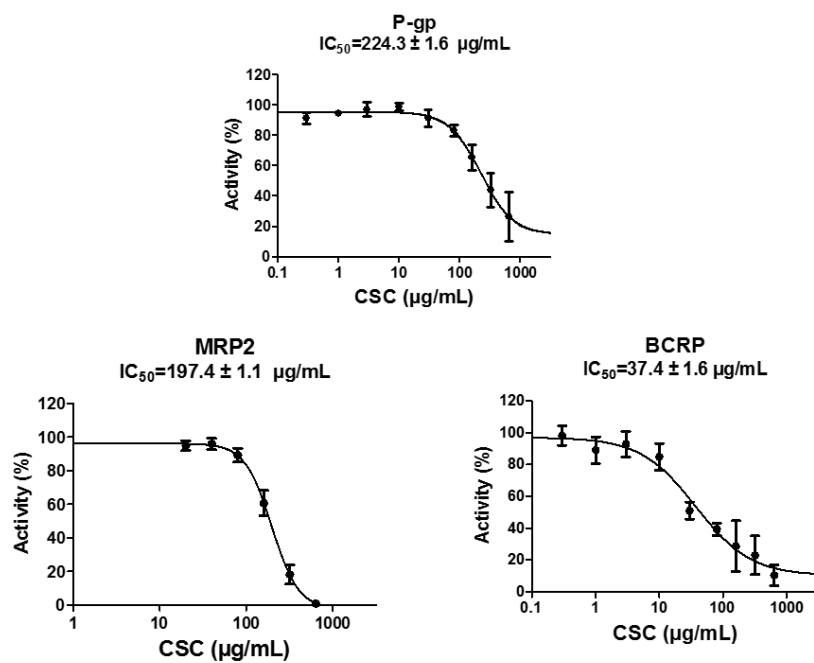 P-gp
IC50=224.3 ± 1.6 µg/mL
120
100
80
60
40
20
0
Activity (%)
0.1 1 10 100 1000
CSC (µg/mL)
MRP2
IC50=197.4 ± 1.1 µg/mL
120
100
80
60
40
20
0
Activity (%)
1 10 100 1000
CSC (µg/mL)
BCRP
IC50=37.4 ± 1.6 µg/mL
120
100
80
60
40
20
0
Activity (%)
0.1 1 10 100 1000
CSC (µg/mL)